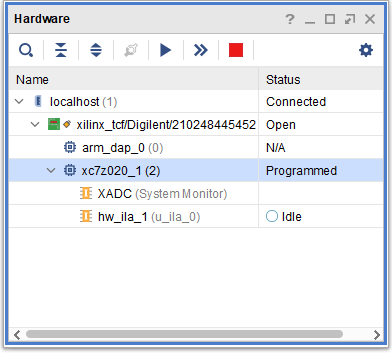 Hardware
Name Status
localhost (1) Connected
xilinx_tcf/Digilent/210248445452 Open
arm_dap_0 (0) N/A
xc7z020_1 (2) Programmed
XADC (System Monitor)
hw_ila_1 (u_ila_0) Idle